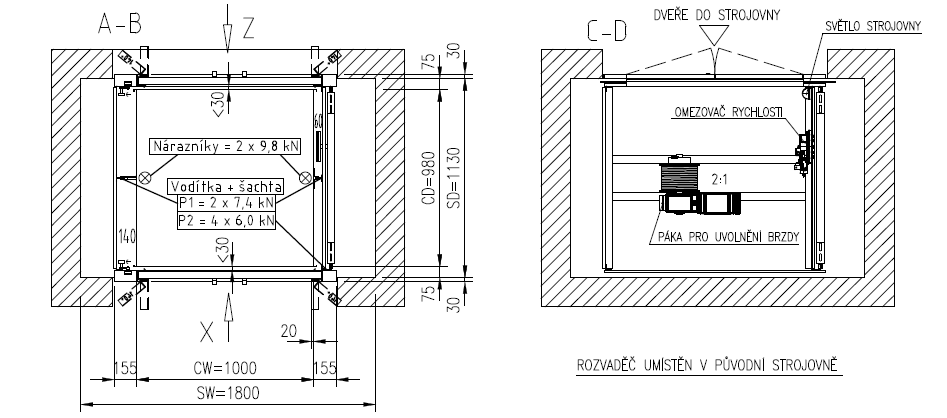 A-B
Z
75
30
<30
60
Nárazníky = 2 x 9,8 kN
Vodítka + šachta
P1 = 2 x 7,4 kN
P2 = 4 x 6,0 kN
CD=980
SD=1130
140
<30
75
30
X
20
155
CW=1000
155
SW=1800
C-D
DVEŘE DO STROJOVNY
SVĚTLO STROJOVNY
OMEZOVAČ RYCHLOSTI
2:1
PÁKA PRO UVOLNĚNÍ BRZDY
ROZVADĚČ UMÍSTĚN V PŮVODNÍ STROJOVNĚ